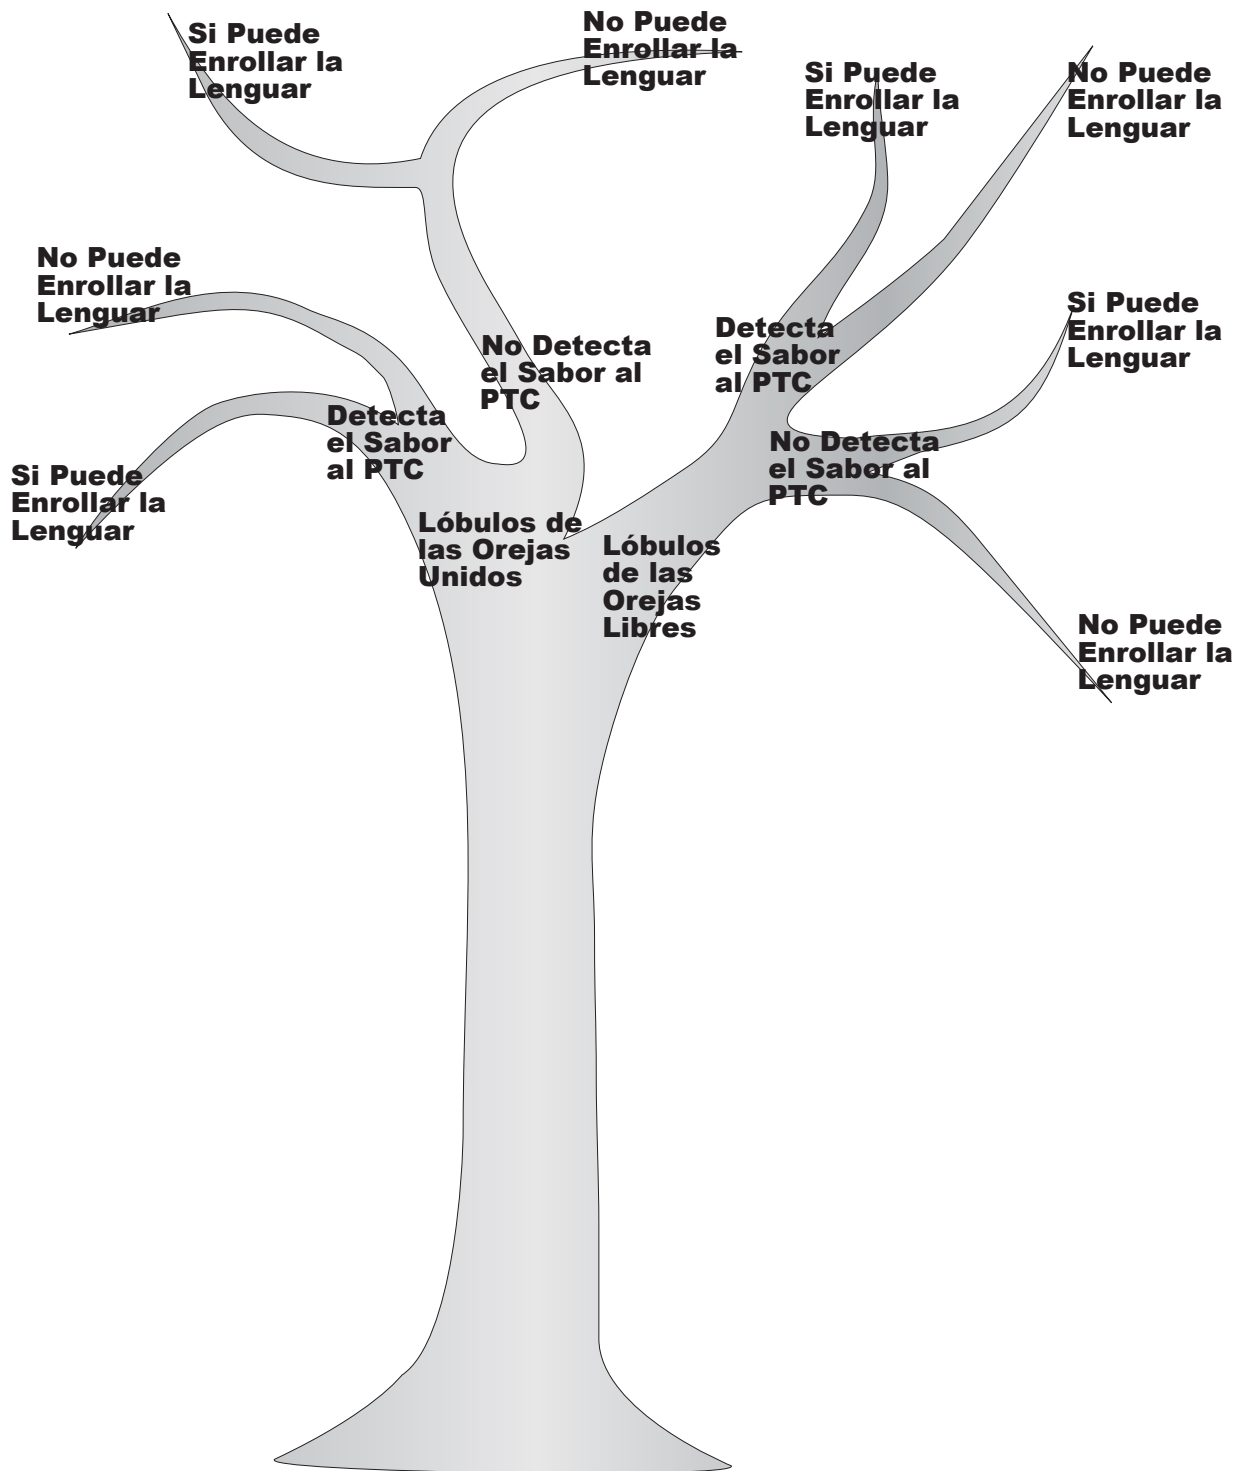 Si Puede
Enrollar la
Lenguar
No Puede
Enrollar la
Lenguar
Si Puede
Enrollar la
Lenguar
No Puede
Enrollar la
Lenguar
No Puede
Enrollar la
Lenguar
Si Puede
Enrollar la
Lenguar
No Detecta
el Sabor al
PTC
Detecta
el Sabor
al PTC
Detecta
el Sabor
al PTC
No Detecta
el Sabor al
PTC
Si Puede
Enrollar la
Lenguar
Lóbulos de
las Orejas
Unidos
Lóbulos
de las
Orejas
Libres
No Puede
Enrollar la
Lenguar